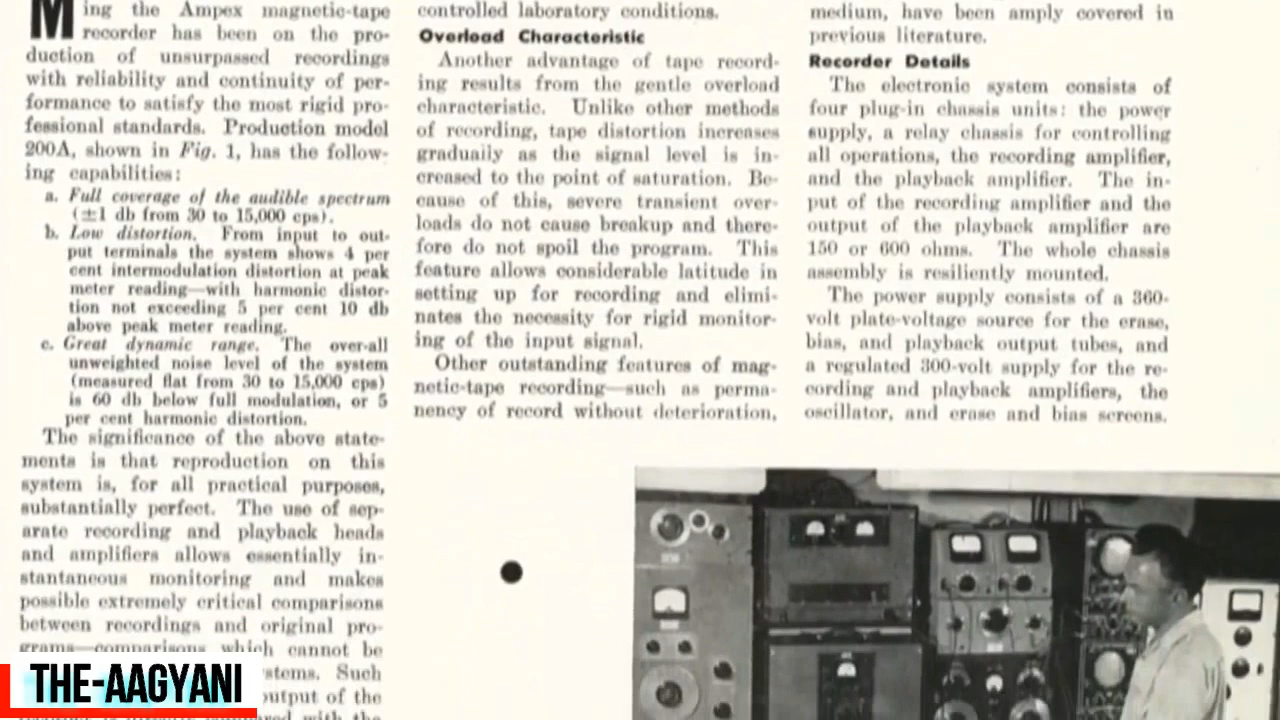 ing the Ampex magnetic-tape
recorder has been on the pro-
duction of unsurpassed recordings
with reliability and continuity of per-
formance to satisfy the most rigid pro-
fessional standards. Production model
200A, shown in Fig. 1, has the follow-
ing capabilities:
a. Full coverage of the audible spectrum
(±1 db from 30 to 15,000 cps).
b. Low distortion. From input to out-
put terminals the system shows 4 per
cent intermodulation distortion at peak
meter reading—with harmonic distor-
tion not exceeding 5 per cent 10 db
above peak meter reading.
c. Great dynamic range. The over-all
unweighted noise level of the system
(measured flat from 30 to 15,000 cps)
is 60 db below full modulation, or 5
per cent harmonic distortion.
The significance of the above state-
ments is that reproduction on this
system is, for all practical purposes,
substantially perfect. The use of sep-
arate recording and playback heads
and amplifiers allows essentially in-
stantaneous monitoring and makes
possible extremely critical comparisons
between recordings and original pro-
grams—comparisons which cannot be
stems. Such
output of the
with the
controlled laboratory conditions.
Overload Characteristic
Another advantage of tape record-
ing results from the gentle overload
characteristic. Unlike other methods
of recording, tape distortion increases
gradually as the signal level is in-
creased to the point of saturation. Be-
cause of this, severe transient over-
loads do not cause breakup and there-
fore do not spoil the program. This
feature allows considerable latitude in
setting up for recording and elimi-
nates the necessity for rigid monitor-
ing of the input signal.
Other outstanding features of mag-
netic-tape recording—such as perma-
nency of record without deterioration,
medium, have been amply covered in
previous literature.
Recorder Details
The electronic system consists of
four plug-in chassis units: the power
supply, a relay chassis for controlling
all operations, the recording amplifier,
and the playback amplifier. The in-
put of the recording amplifier and the
output of the playback amplifier are
150 or 600 ohms. The whole chassis
assembly is resiliently mounted.
The power supply consists of a 360-
volt plate-voltage source for the erase,
bias, and playback output tubes, and
a regulated 300-volt supply for the re-
cording and playback amplifiers, the
oscillator, and erase and bias screens.
THE-AAGYANI